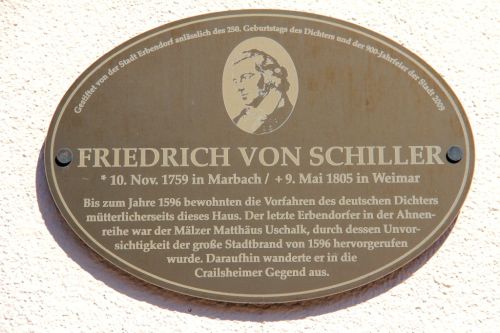 Gestiftet von der Stadt Erbendorf anlässlich des 250. Geburtstags des Dichters und der 900-Jahrfeier der Stadt 2009
FRIEDRICH VON SCHILLER
* 10. Nov. 1759 in Marbach / + 9. Mai 1805 in Weimar
Bis zum Jahre 1596 bewohnten die Vorfahren des deutschen Dichters
mütterlicherseits dieses Haus. Der letzte Erbendorfer in der Ahnen-
reihe war der Mälzer Matthäus Uschalk, durch dessen Unvor-
sichtigkeit der große Stadtbrand von 1596 hervorgerufen
wurde. Daraufhin wanderte er in die
Crailsheimer Gegend aus.